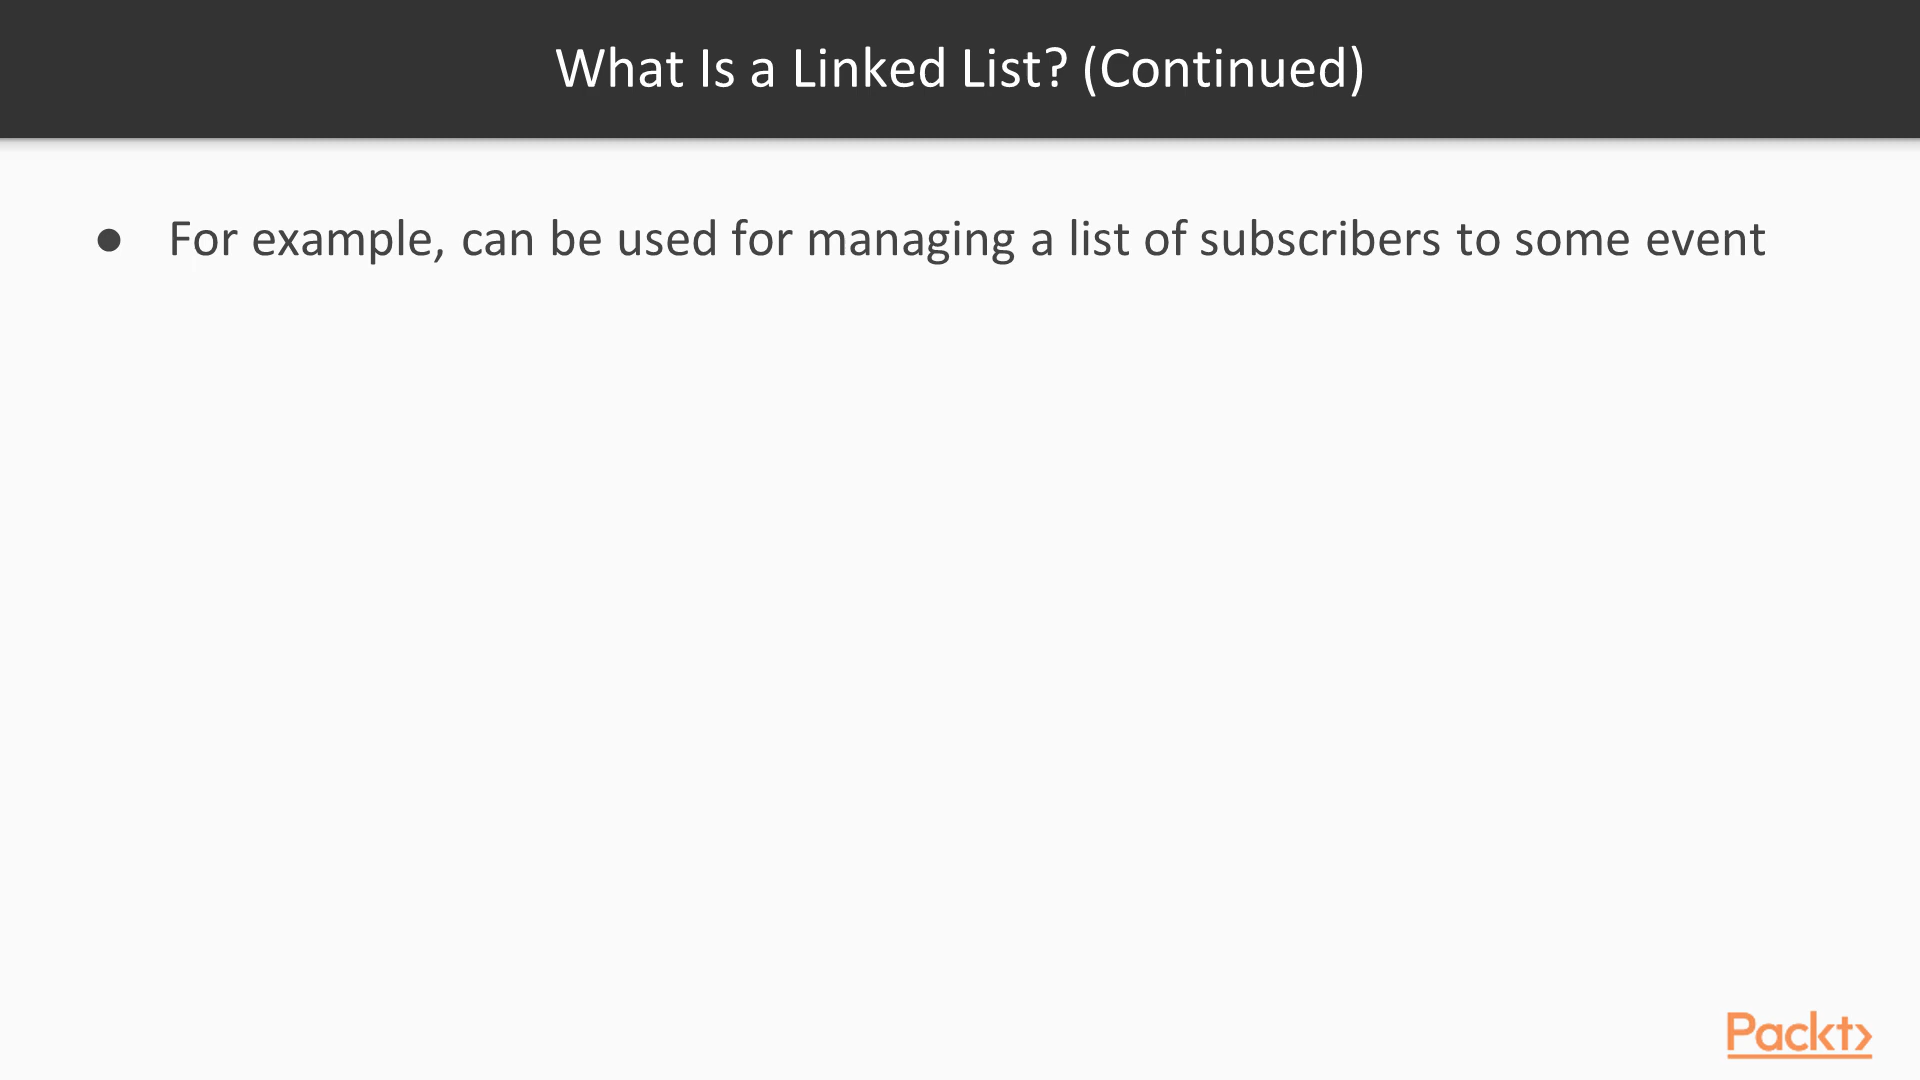 What Is a Linked List? (Continued)
● For example, can be used for managing a list of subscribers to some event
Packt>